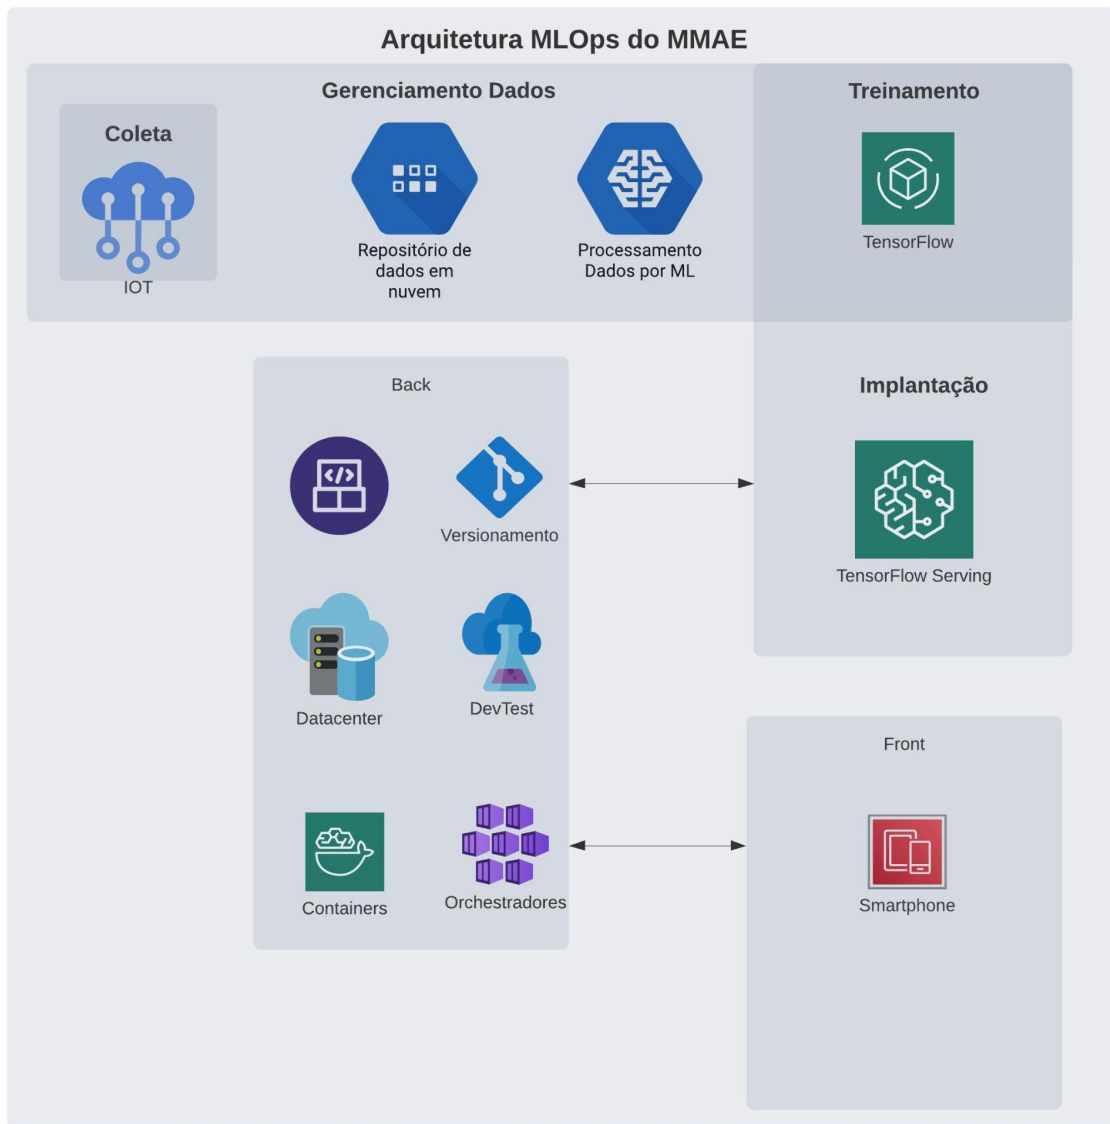 Arquitetura MLOps do MMAE
Gerenciamento Dados
Treinamento
Coleta
IOT
Repositório de
dados em
nuvem
Processamento
Dados por ML
TensorFlow
Back
Implantação
Versionamento
TensorFlow Serving
Datacenter
DevTest
Front
Containers
Orchestradores
Smartphone